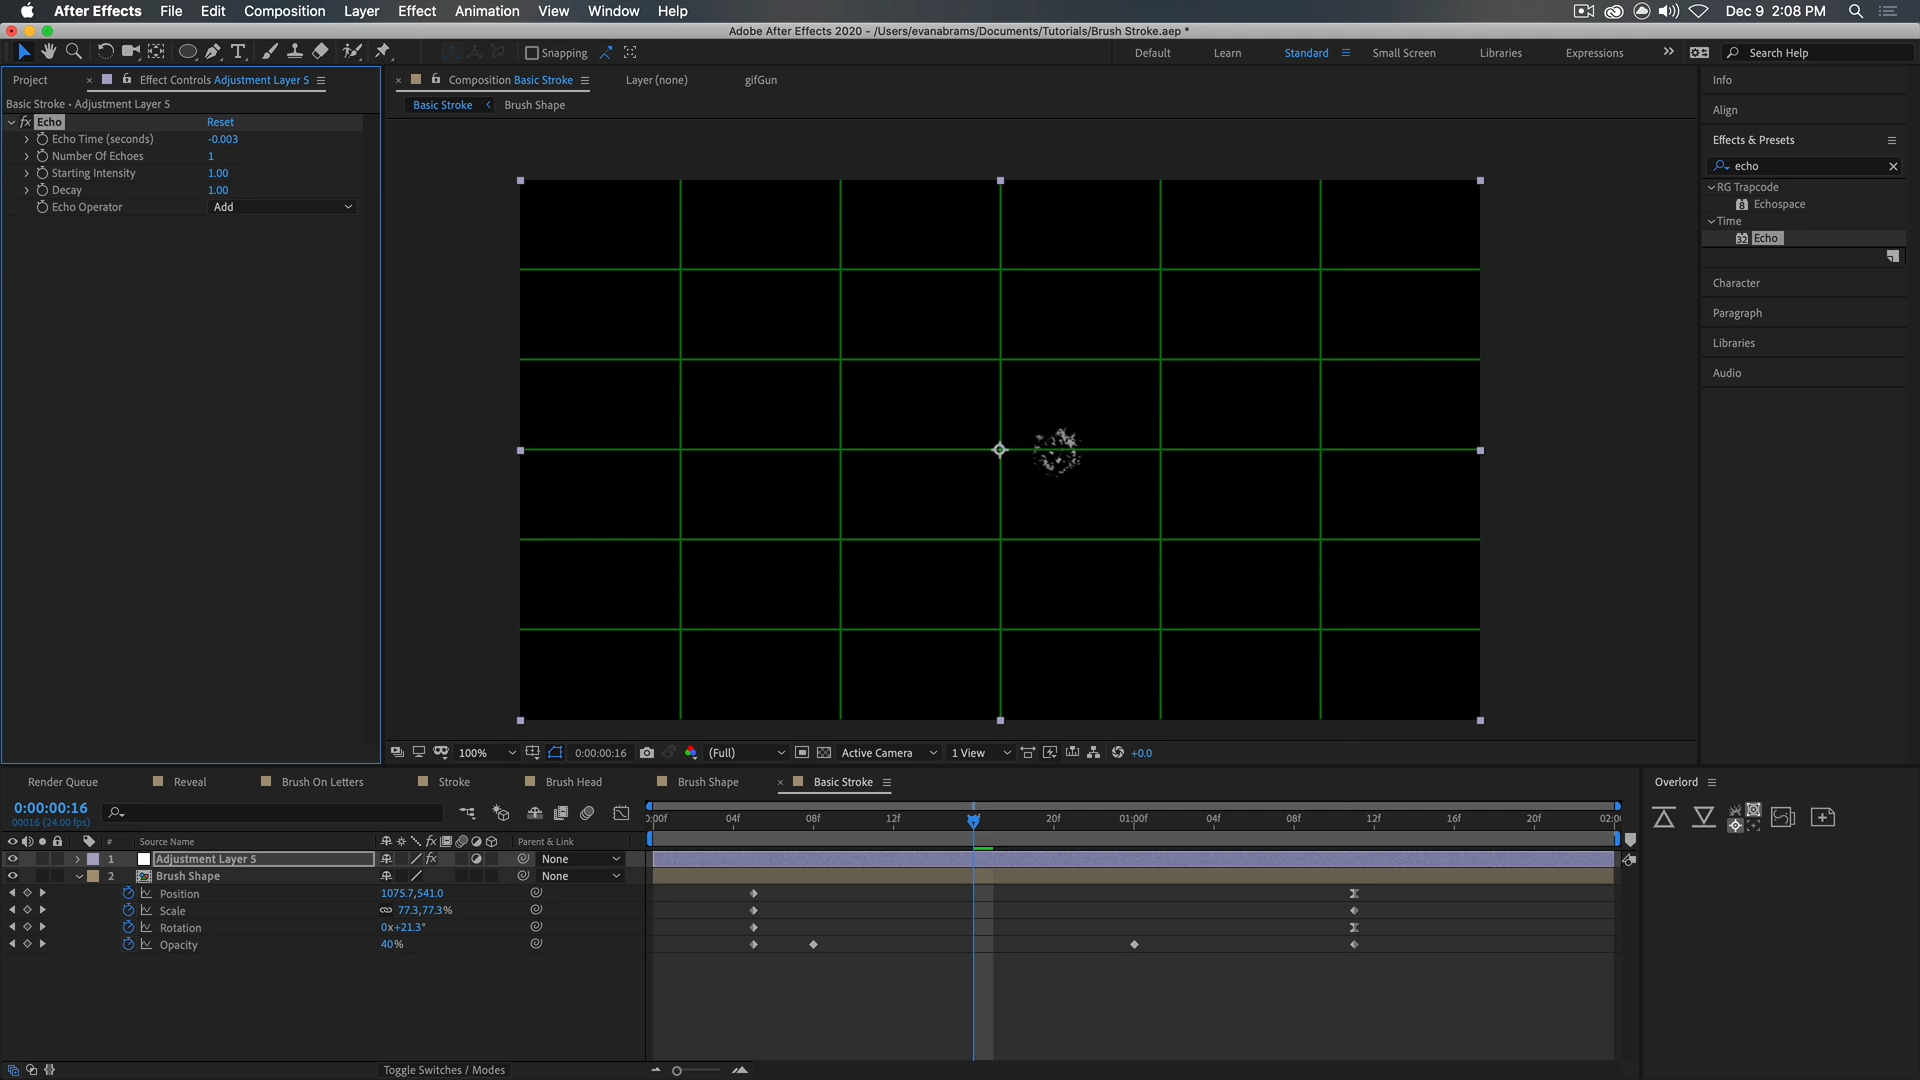 After Effects File Edit Composition Layer Effect Animation View Window Help Dec 9 2:08 PM
Adobe After Effects 2020 - /Users/evanabrams/Documents/Tutorials/Brush Stroke.aep *
Snapping Default Learn Standard Small Screen Libraries Expressions Search Help
Project Effect Controls Adjustment Layer 5 Composition Basic Stroke Layer (none) gifGun Info
Basic Stroke • Adjustment Layer 5 Basic Stroke Brush Shape
Align
fx Echo Reset
Echo Time (seconds) -0.003
Number Of Echoes 1
Starting Intensity 1.00
Decay 1.00
Echo Operator Add
Effects & Presets
echo
RG Trapcode
Echospace
Time
Echo
Character
Paragraph
Libraries
Audio
100% 0:00:00:16 (Full) Active Camera 1 View +0.0
Render Queue Reveal Brush On Letters Stroke Brush Head Brush Shape Basic Stroke Overlord
0:00:00:16
00016 (24.00 fps)
04f 08f 20f 01:00f 04f 08f 12f 16f 20f
# Source Name Parent & Link
1 Adjustment Layer 5 None
2 Brush Shape None
Position 1075.7,541.0
Scale 77.3,77.3%
Rotation 0x+21.3°
Opacity 40%
Toggle Switches / Modes